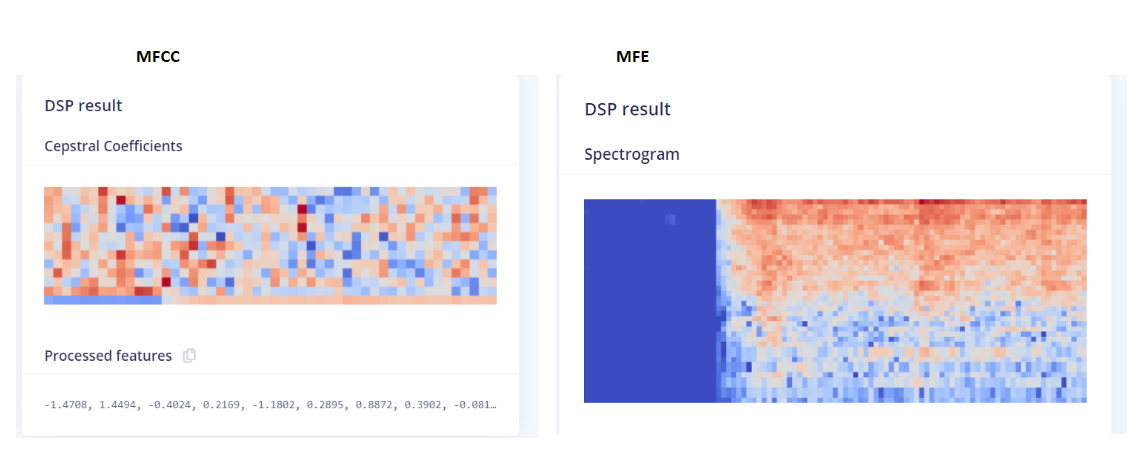 MFCC
DSP result
Cepstral Coefficients
Processed features
-1.4708, 1.4494, -0.4024, 0.2169, -1.1802, 0.2895, 0.8872, 0.3902, -0.081…
MFE
DSP result
Spectrogram